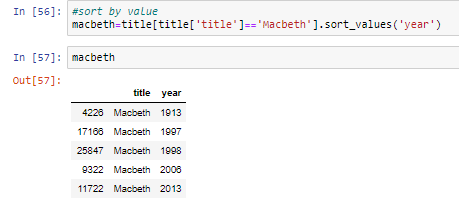 In [56]: #sort by value
macbeth=title[title['title']=='Macbeth'].sort_values('year')
In [57]: macbeth
Out[57]:
title year
4226 Macbeth 1913
17166 Macbeth 1997
25847 Macbeth 1998
9322 Macbeth 2006
11722 Macbeth 2013